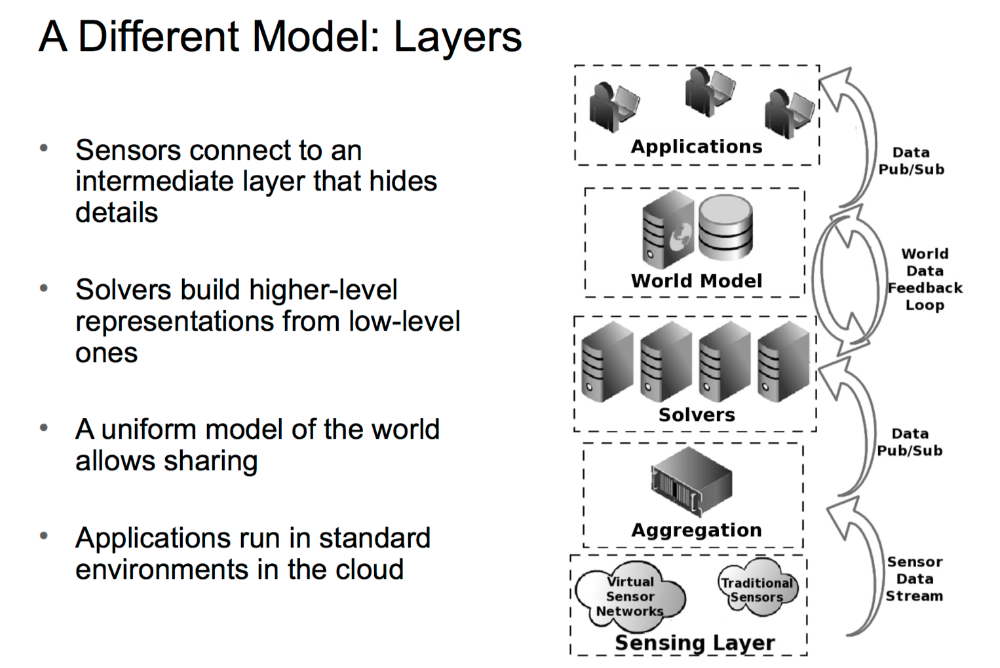 A Different Model: Layers
• Sensors connect to an
intermediate layer that hides
details
• Solvers build higher-level
representations from low-level
ones
• A uniform model of the world
allows sharing
• Applications run in standard
environments in the cloud
Applications
Data
Pub/Sub
World Model
World
Data
Feedback
Loop
Solvers
Data
Pub/Sub
Aggregation
Virtual
Sensor
Networks
Traditional
Sensors
Sensing Layer
Sensor
Data
Stream